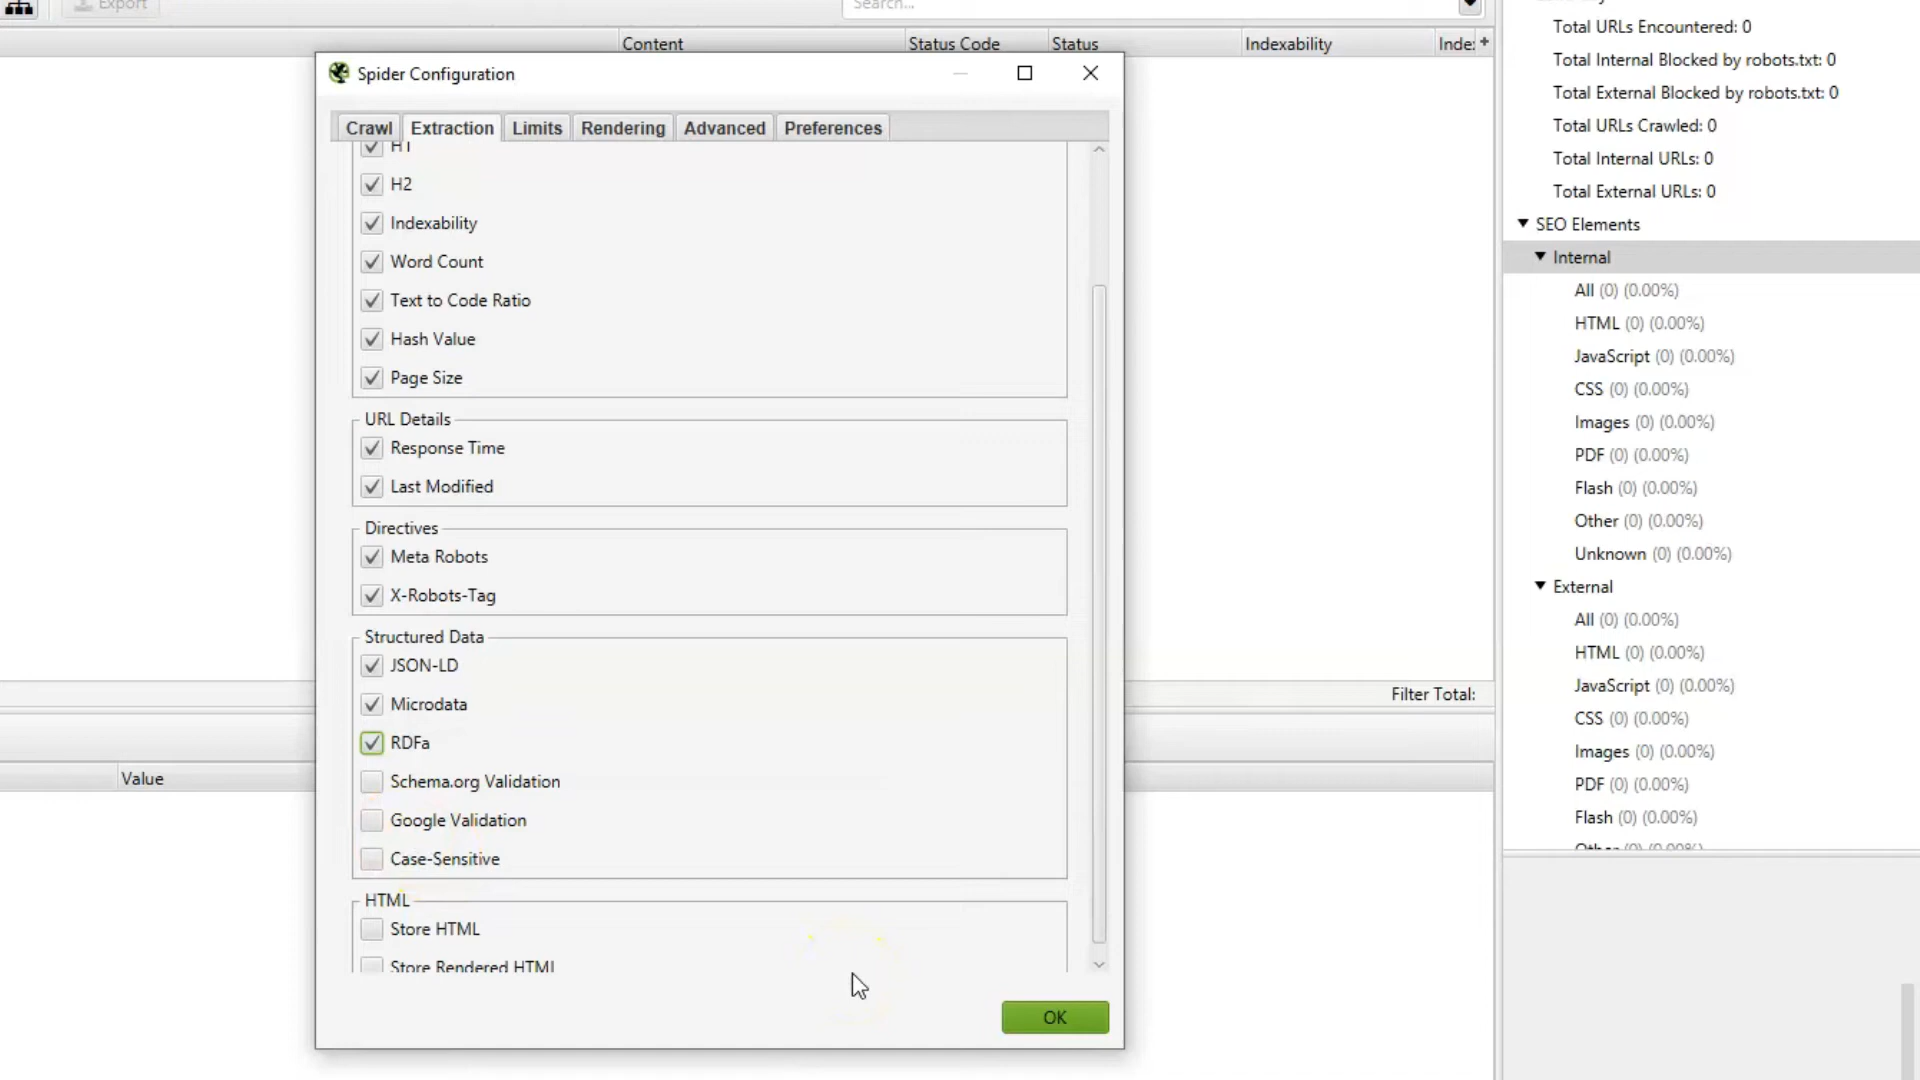 Export
Search...
Content
Status Code
Status
Indexability
Inde: +
Spider Configuration
Crawl
Extraction
Limits
Rendering
Advanced
Preferences
H1
H2
Indexability
Word Count
Text to Code Ratio
Hash Value
Page Size
URL Details
Response Time
Last Modified
Directives
Meta Robots
X-Robots-Tag
Structured Data
JSON-LD
Microdata
RDFa
Schema.org Validation
Google Validation
Case-Sensitive
HTML
Store HTML
Store Rendered HTML
OK
Filter Total:
Value
Total URLs Encountered: 0
Total Internal Blocked by robots.txt: 0
Total External Blocked by robots.txt: 0
Total URLs Crawled: 0
Total Internal URLs: 0
Total External URLs: 0
SEO Elements
Internal
All (0) (0.00%)
HTML (0) (0.00%)
JavaScript (0) (0.00%)
CSS (0) (0.00%)
Images (0) (0.00%)
PDF (0) (0.00%)
Flash (0) (0.00%)
Other (0) (0.00%)
Unknown (0) (0.00%)
External
All (0) (0.00%)
HTML (0) (0.00%)
JavaScript (0) (0.00%)
CSS (0) (0.00%)
Images (0) (0.00%)
PDF (0) (0.00%)
Flash (0) (0.00%)
Other (0) (0.00%)